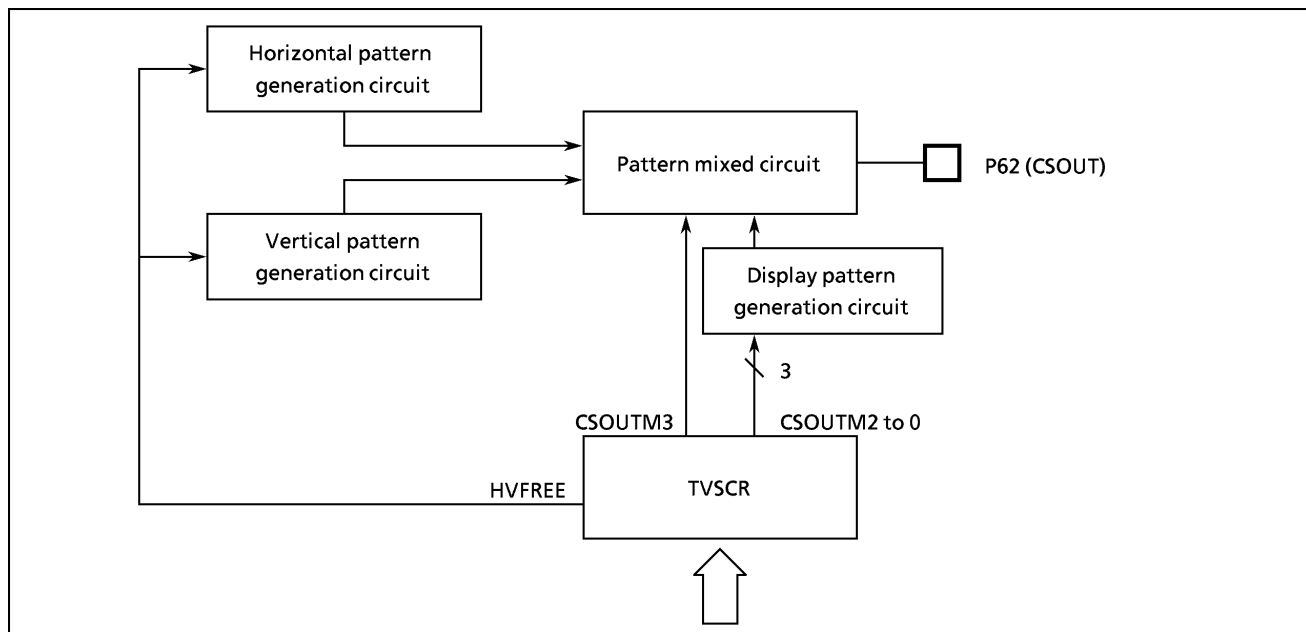 Horizontal pattern
generation circuit
Pattern mixed circuit
P62 (CSOUT)
Vertical pattern
generation circuit
Display pattern
generation circuit
3
CSOUTM3
CSOUTM2 to 0
HVFREE
TVSCR